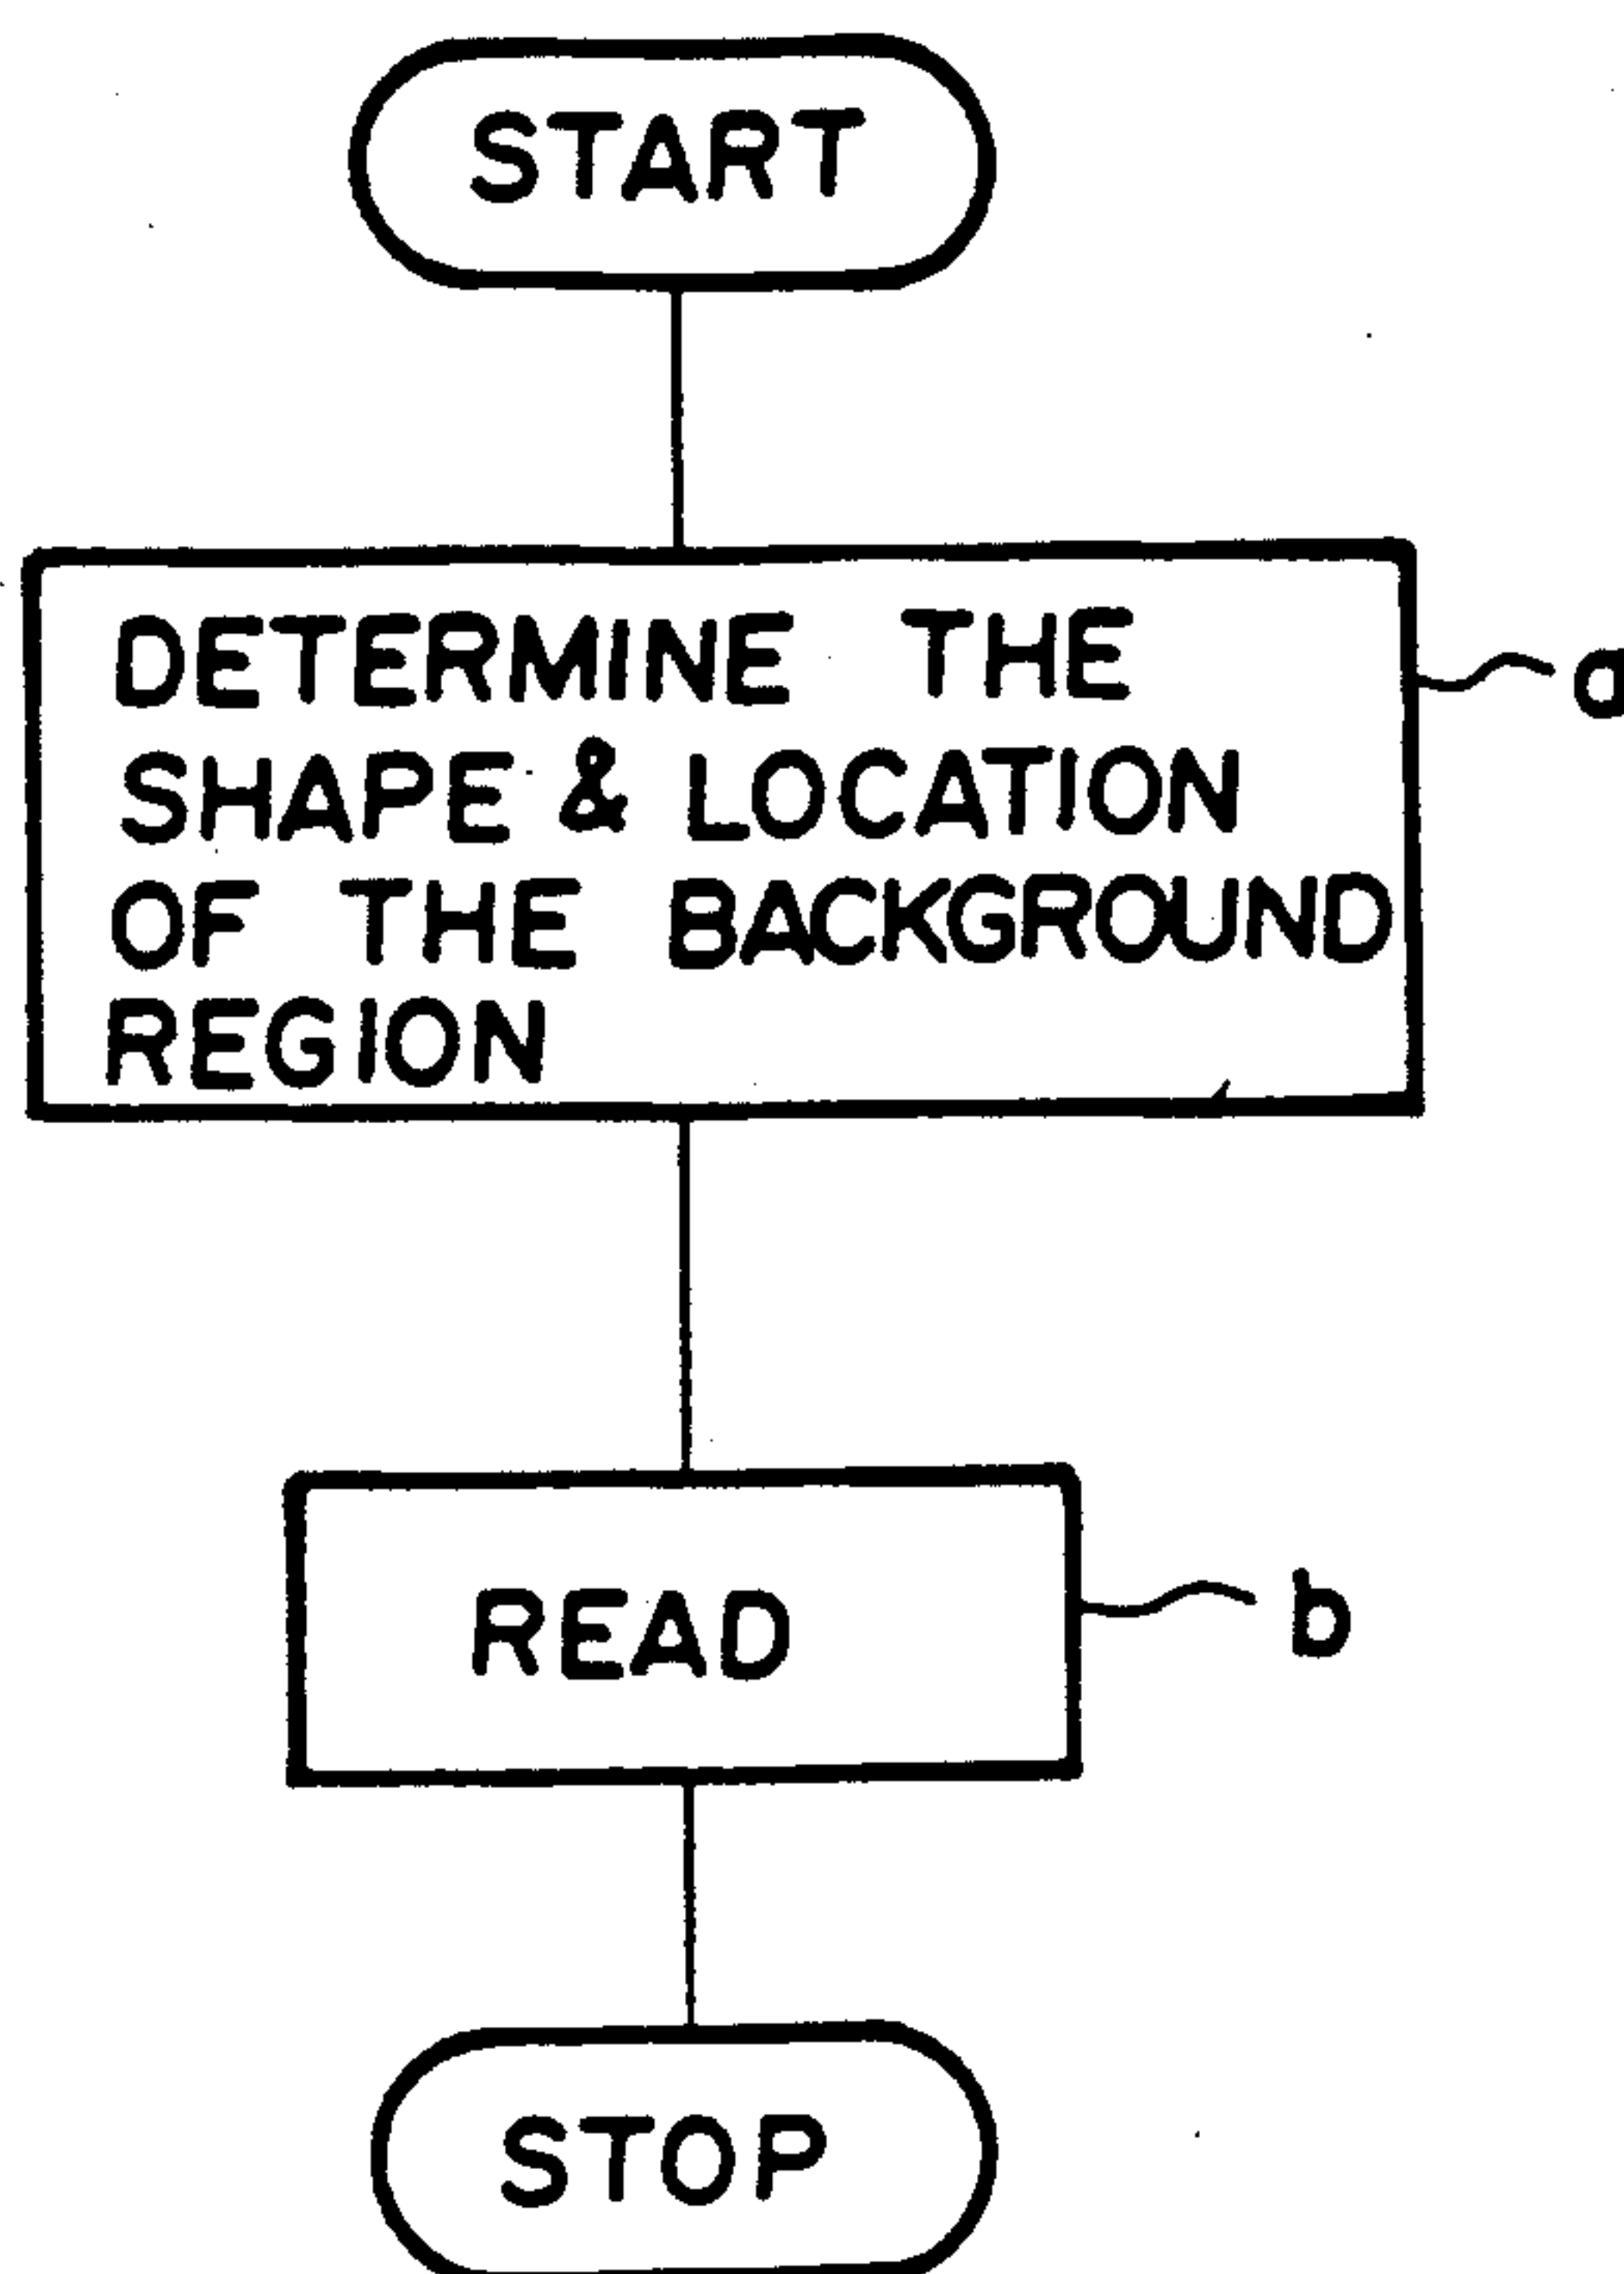 START
DETERMINE THE
a
SHAPE & LOCATION
OF THE BACKGROUND
REGION
READ
b
STOP